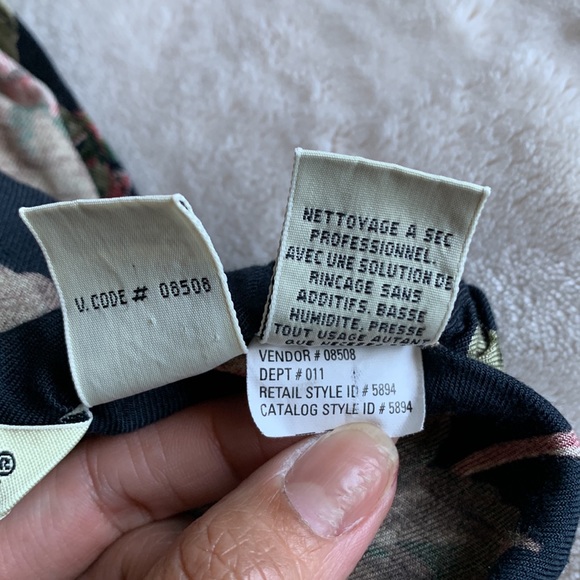 V. CODE # 08508
NETTOYAGE A SEC
PROFESSIONNEL,
AVEC UNE SOLUTION DE
RINCAGE SANS
ADDITIFS, BASSE
HUMIDITE, PRESSE
TOUT USAGE AUTANT
QUE
VENDOR # 08508
DEPT # 011
RETAIL STYLE ID # 5894
CATALOG STYLE ID # 5894
®